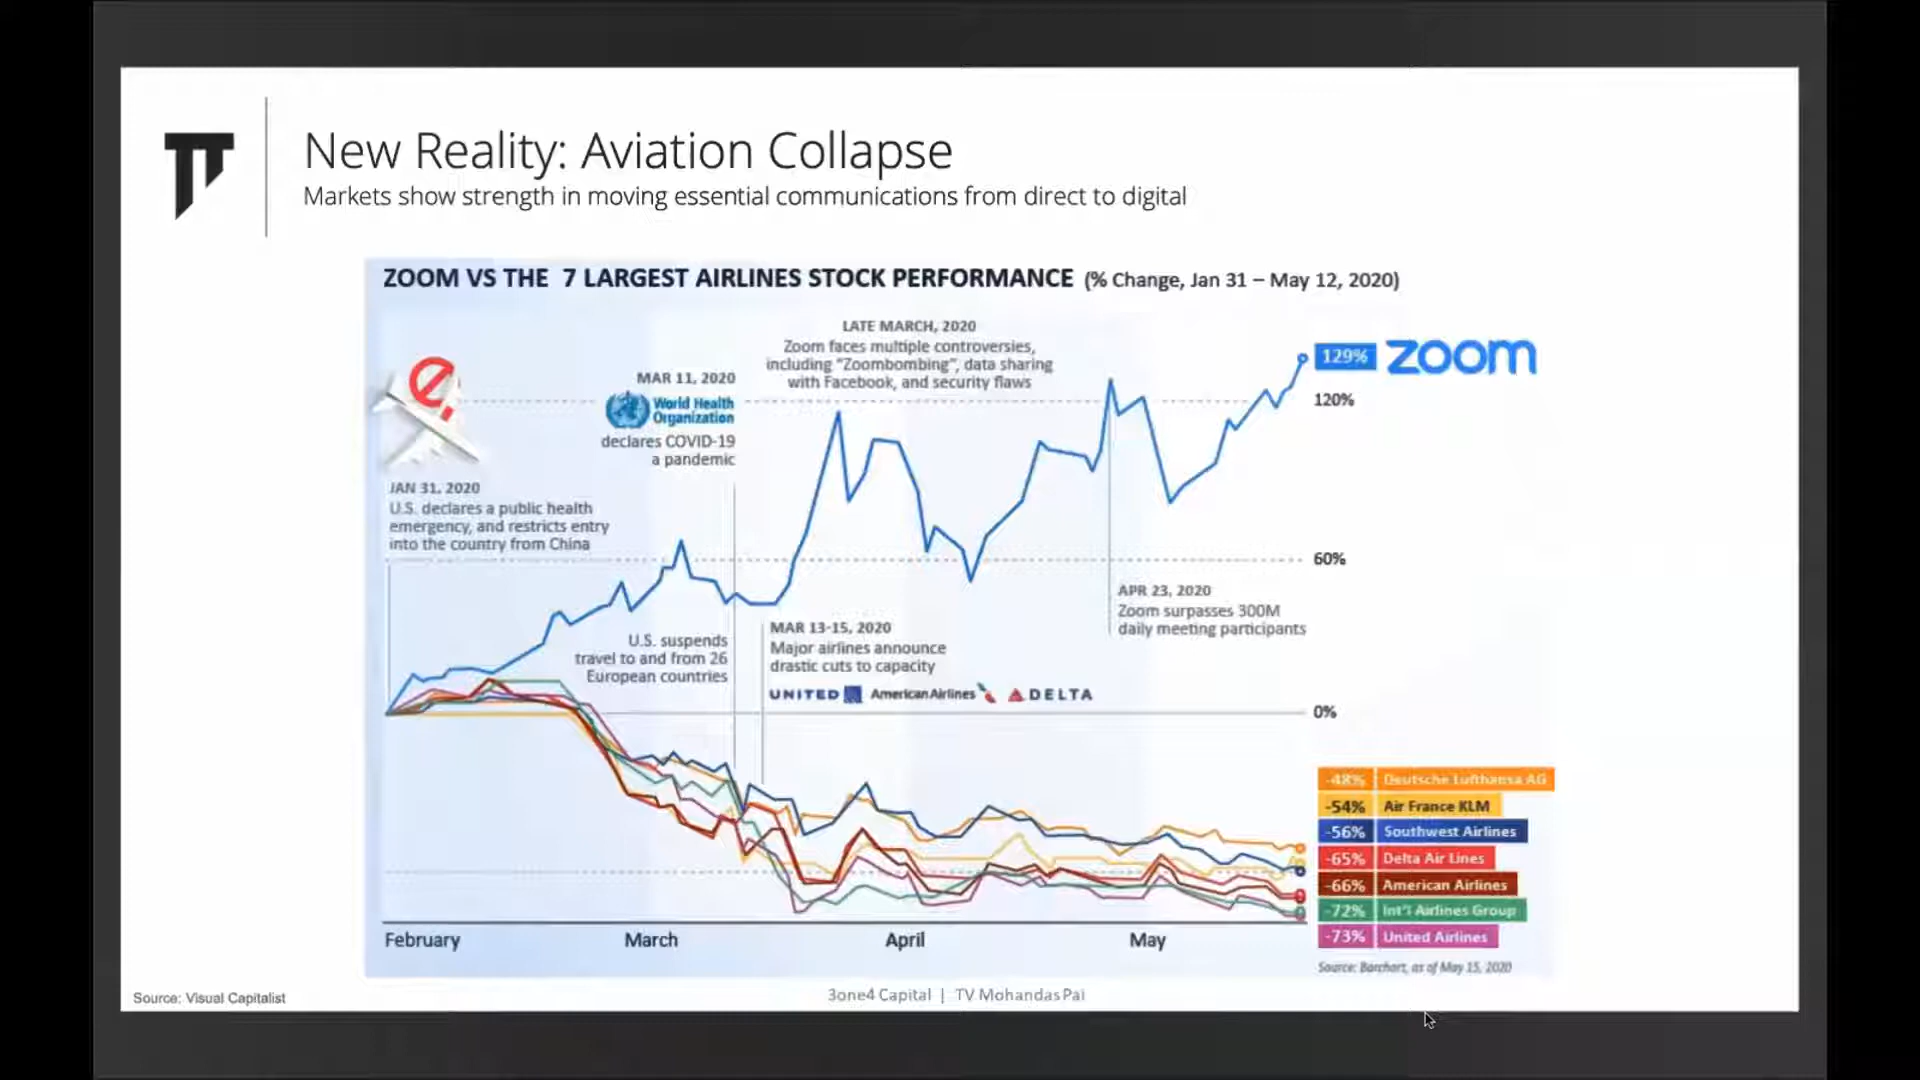 New Reality: Aviation Collapse
Markets show strength in moving essential communications from direct to digital
ZOOM VS THE 7 LARGEST AIRLINES STOCK PERFORMANCE (% Change, Jan 31 – May 12, 2020)
LATE MARCH, 2020
Zoom faces multiple controversies,
including "Zoombombing", data sharing
with Facebook, and security flaws
129% zoom
120%
MAR 11, 2020
World Health
Organization
declares COVID-19
a pandemic
JAN 31, 2020
U.S. declares a public health
emergency, and restricts entry
into the country from China
60%
APR 23, 2020
Zoom surpasses 300M
daily meeting participants
U.S. suspends
travel to and from 26
European countries
MAR 13-15, 2020
Major airlines announce
drastic cuts to capacity
UNITED American Airlines DELTA
0%
-48% Deutsche Lufthansa AG
-54% Air France KLM
-56% Southwest Airlines
-65% Delta Air Lines
-66% American Airlines
-72% Int'l Airlines Group
-73% United Airlines
February March April May
Source: Barchart, as of May 15, 2020
Source: Visual Capitalist
3one4 Capital | TV Mohandas Pai